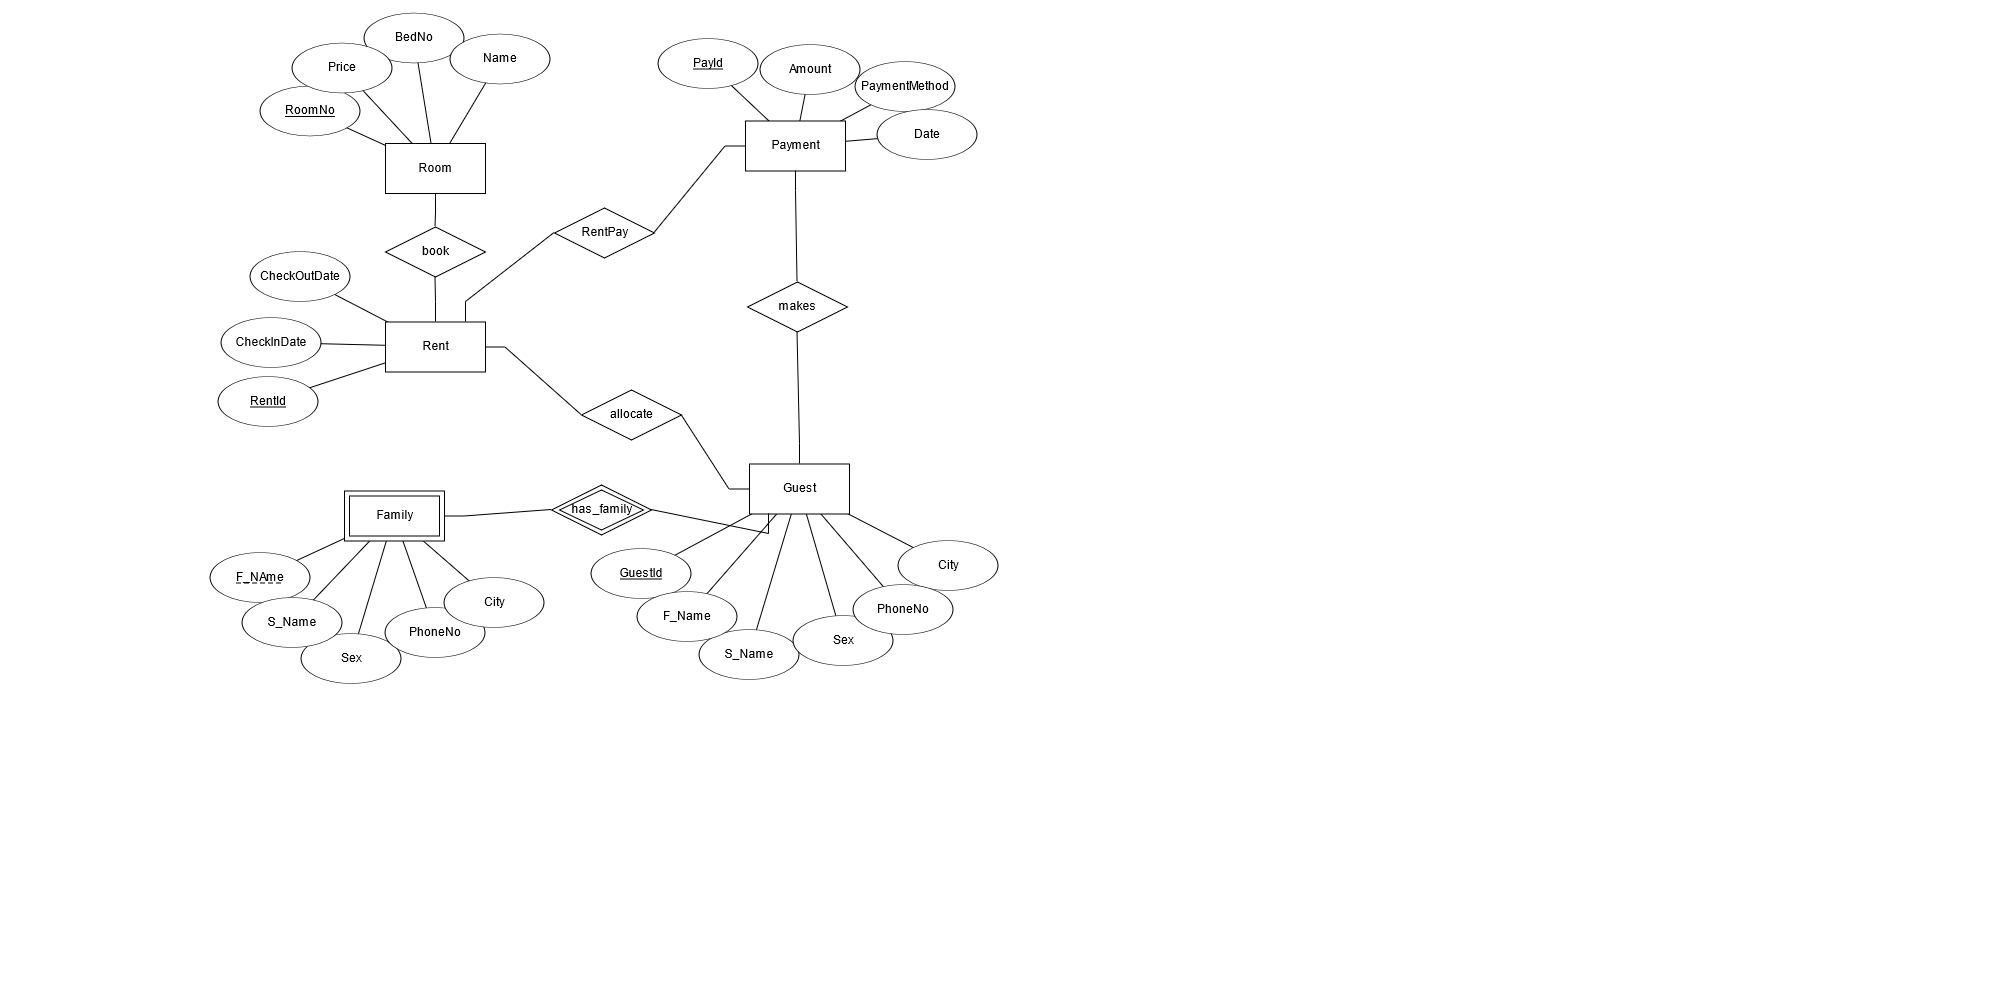 BedNo
Name
Price
RoomNo
Room
PayId
Amount
PaymentMethod
Date
Payment
RentPay
book
CheckOutDate
CheckInDate
RentId
Rent
makes
allocate
Guest
has_family
Family
F_NAme
S_Name
Sex
PhoneNo
City
GuestId
F_Name
S_Name
Sex
PhoneNo
City